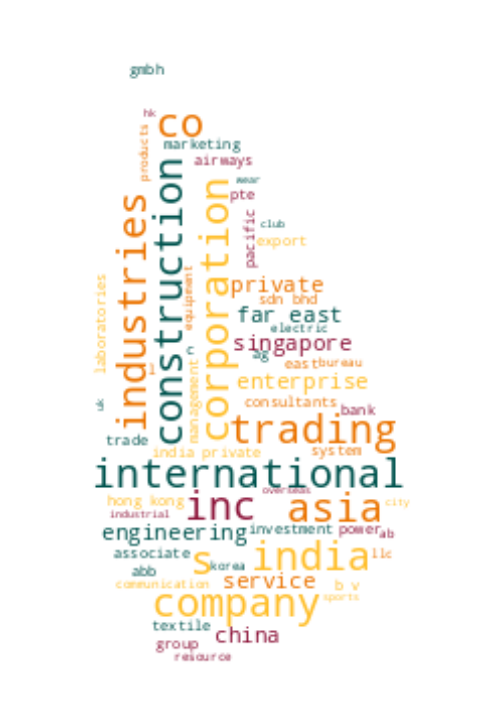 gmbh
hk
co
products
marketing
airways
wear
pte
industries
construction
corporation
pacific
club
export
laboratories
equipment
private
sdn bhd
far east
electric
singapore
c
ag
east
bureau
l
management
enterprise
uk
consultants
bank
trading
trade
india private
system
international
overseas
hong kong
inc
asia
city
industrial
engineering
investment
power
ab
associate
s
india
llc
abb
korea
service
communication
b v
company
sports
textile
china
group
resource